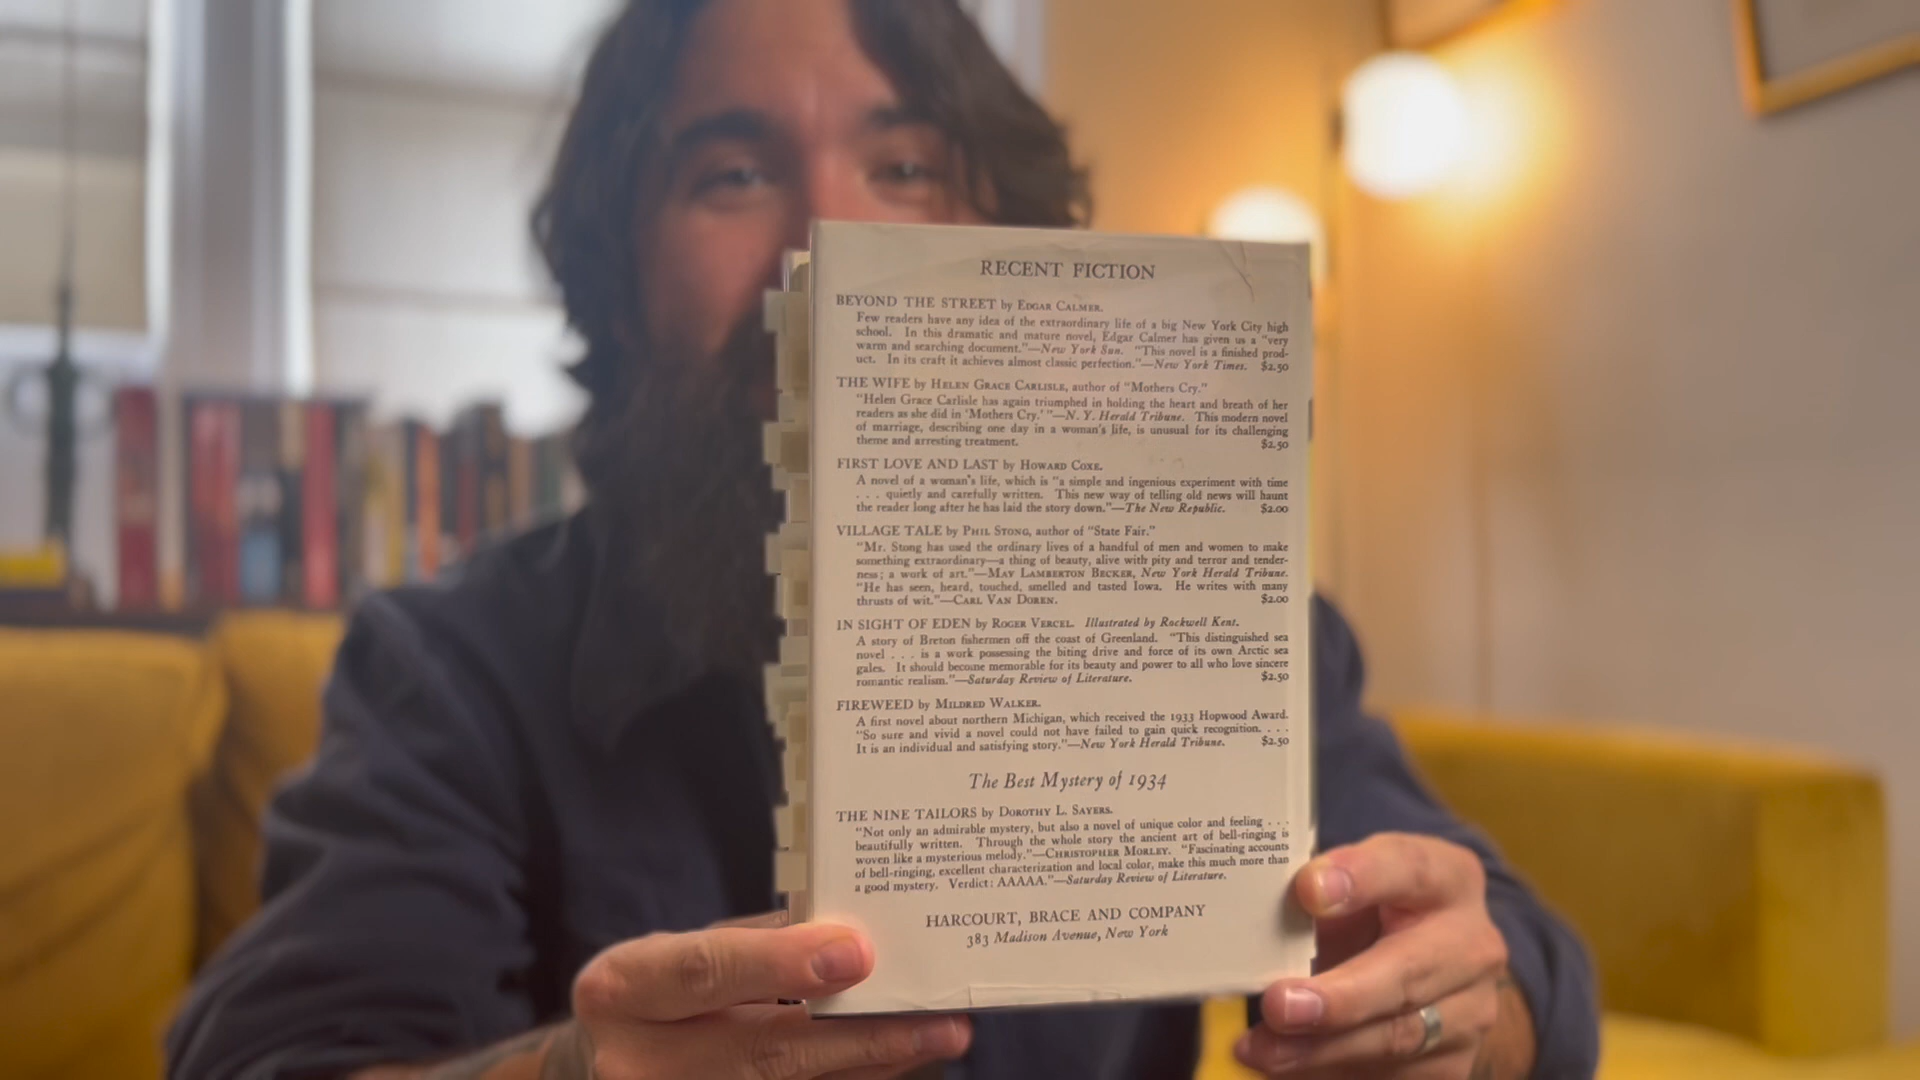 RECENT FICTION
BEYOND THE STREET by Edgar Calmer.
Few readers have any idea of the extraordinary life of a big New York City high
school. In this dramatic and mature novel, Edgar Calmer has given us a "very
warm and searching document."—New York Sun. "This novel is a finished prod-
uct. In its craft it achieves almost classic perfection."—New York Times. $2.50
THE WIFE by Helen Grace Carlisle, author of "Mothers Cry."
"Helen Grace Carlisle has again triumphed in holding the heart and breath of her
readers as she did in 'Mothers Cry.' "—N. Y. Herald Tribune. This modern novel
of marriage, describing one day in a woman's life, is unusual for its challenging
theme and arresting treatment. $2.50
FIRST LOVE AND LAST by Howard Coxe.
A novel of a woman's life, which is "a simple and ingenious experiment with time
. . . quietly and carefully written. This new way of telling old news will haunt
the reader long after he has laid the story down."—The New Republic. $2.00
VILLAGE TALE by Phil Stong, author of "State Fair."
"Mr. Stong has used the ordinary lives of a handful of men and women to make
something extraordinary—a thing of beauty, alive with pity and terror and tender-
ness; a work of art."—May Lamberton Becker, New York Herald Tribune.
"He has seen, heard, touched, smelled and tasted Iowa. He writes with many
thrusts of wit."—Carl Van Doren. $2.00
IN SIGHT OF EDEN by Roger Vercel. Illustrated by Rockwell Kent.
A story of Breton fishermen off the coast of Greenland. "This distinguished sea
novel . . . is a work possessing the biting drive and force of its own Arctic sea
gales. It should become memorable for its beauty and power to all who love sincere
romantic realism."—Saturday Review of Literature. $2.50
FIREWEED by Mildred Walker.
A first novel about northern Michigan, which received the 1933 Hopwood Award.
"So sure and vivid a novel could not have failed to gain quick recognition. . . .
It is an individual and satisfying story."—New York Herald Tribune. $2.50
The Best Mystery of 1934
THE NINE TAILORS by Dorothy L. Sayers.
"Not only an admirable mystery, but also a novel of unique color and feeling . . .
beautifully written. Through the whole story the ancient art of bell-ringing is
woven like a mysterious melody."—Christopher Morley. "Fascinating accounts
of bell-ringing, excellent characterization and local color, make this much more than
a good mystery. Verdict: AAAAA."—Saturday Review of Literature.
HARCOURT, BRACE AND COMPANY
383 Madison Avenue, New York